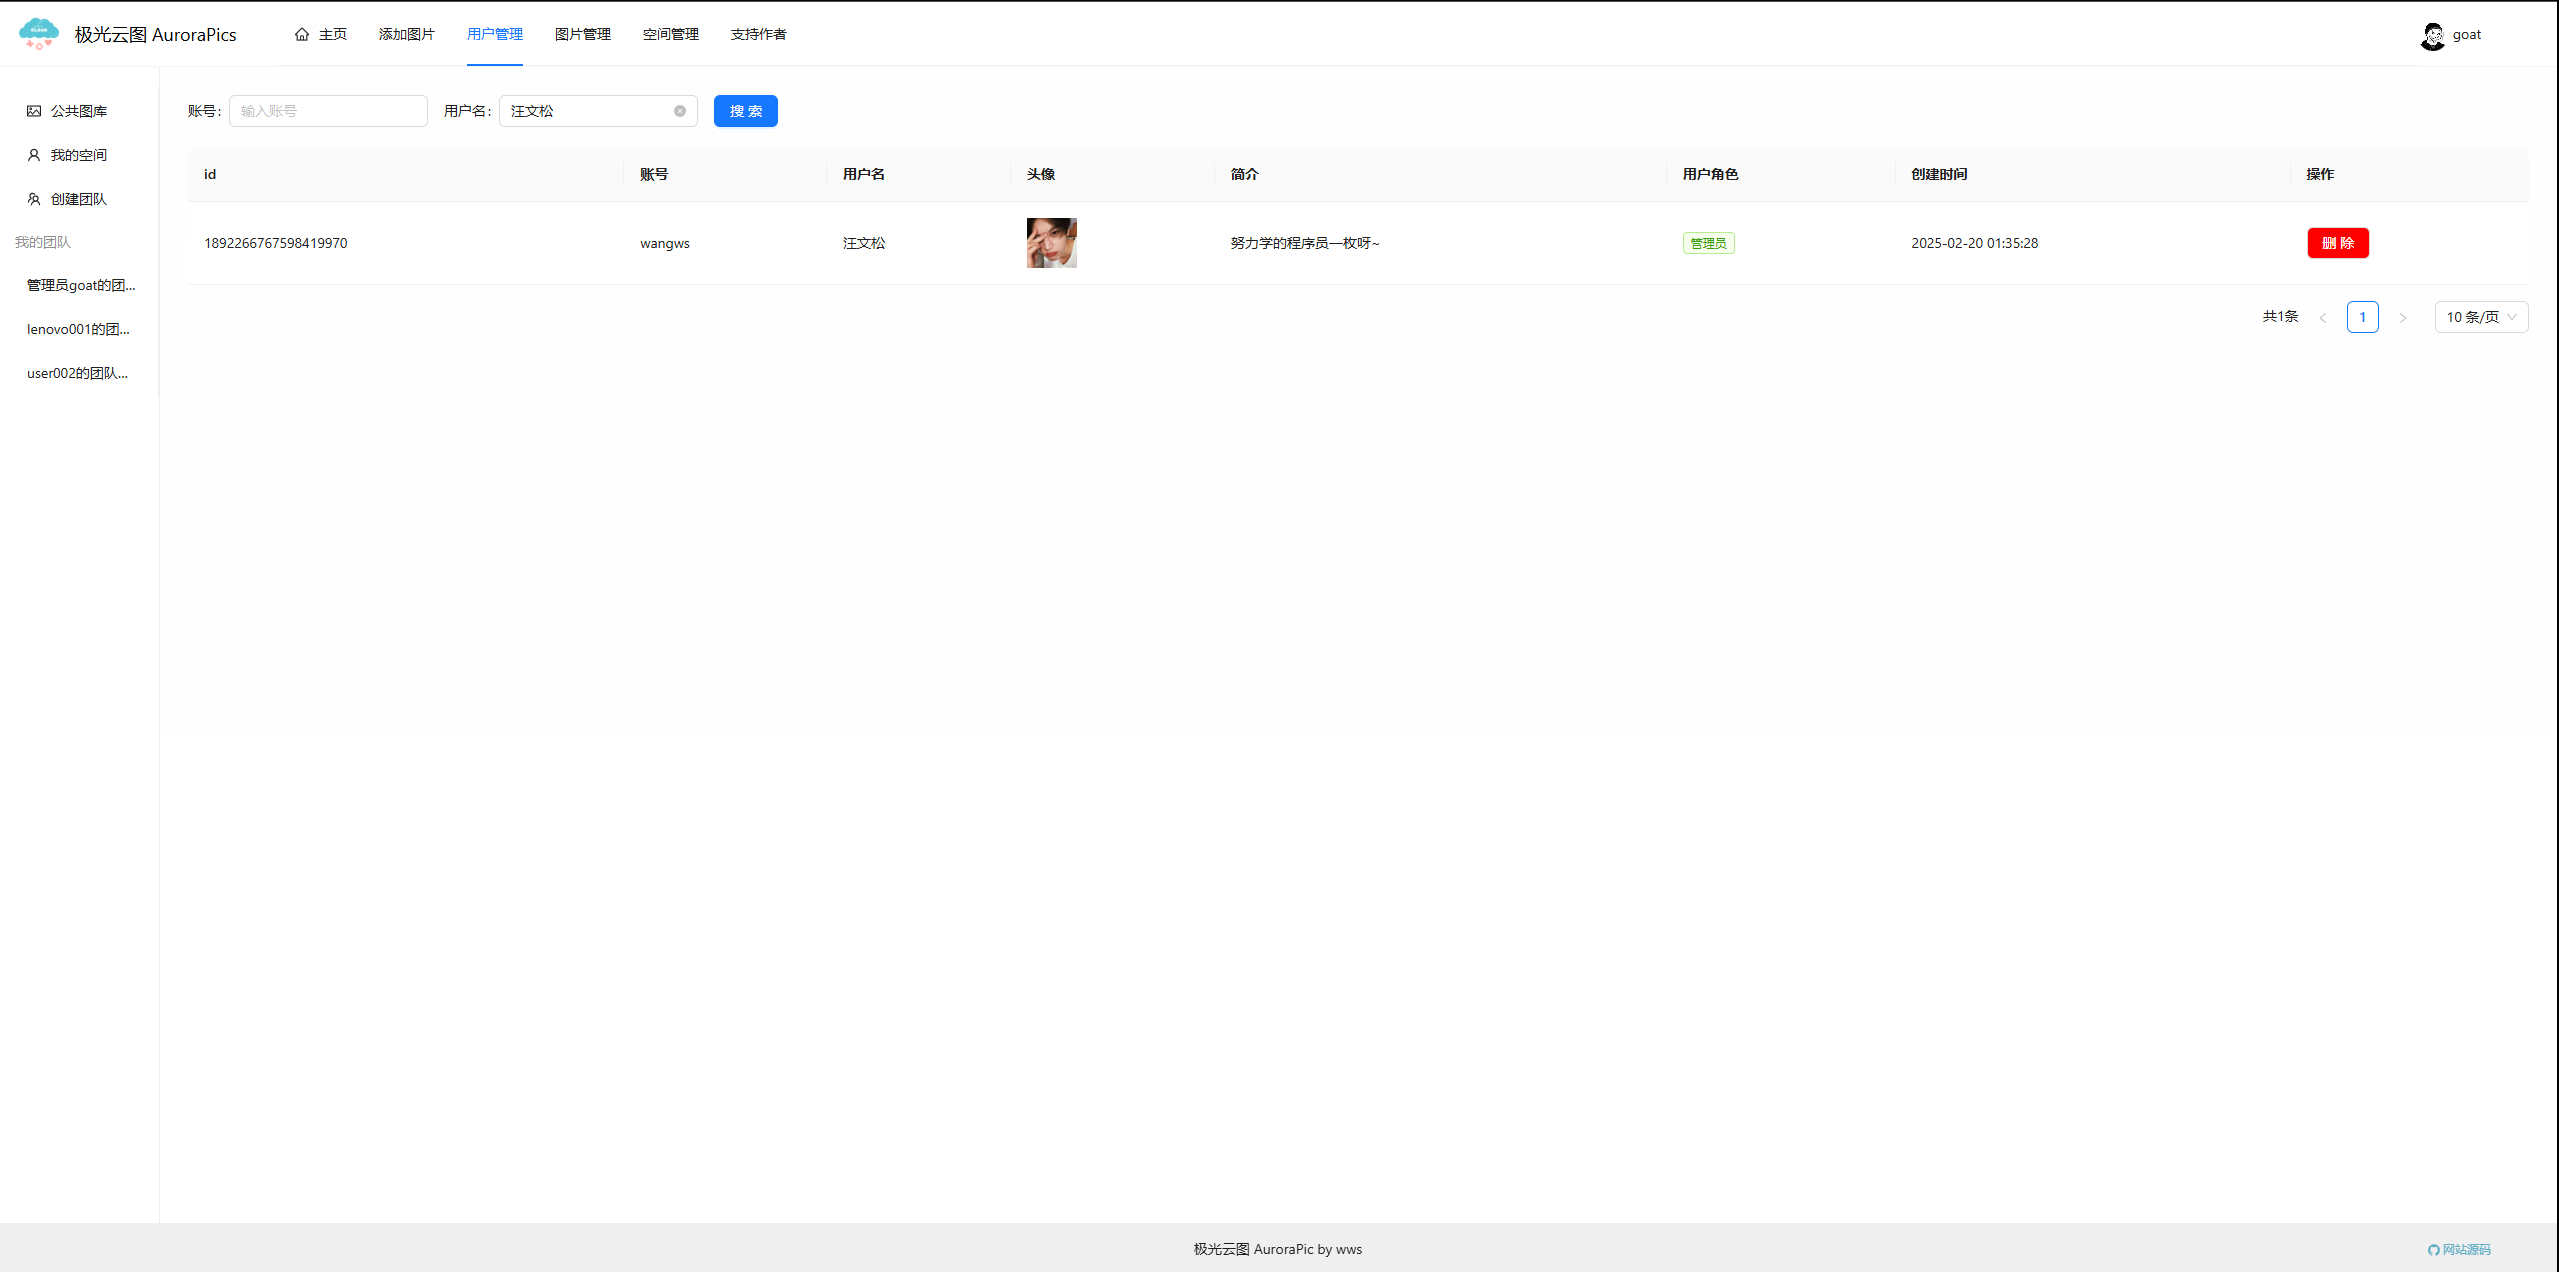 CLOUD
极光云图 AuroraPics
主页 添加图片 用户管理 图片管理 空间管理 支持作者
goat
公共图库
我的空间
创建团队
我的团队
管理员goat的团...
lenovo001的团...
user002的团队...
账号: 输入账号 用户名: 汪文松 搜 索
id 账号 用户名 头像 简介 用户角色 创建时间 操作
1892266767598419970 wangws 汪文松 努力学的程序员一枚呀~ 管理员 2025-02-20 01:35:28 删 除
共1条 < 1 > 10 条/页
极光云图 AuroraPic by wws
网站源码